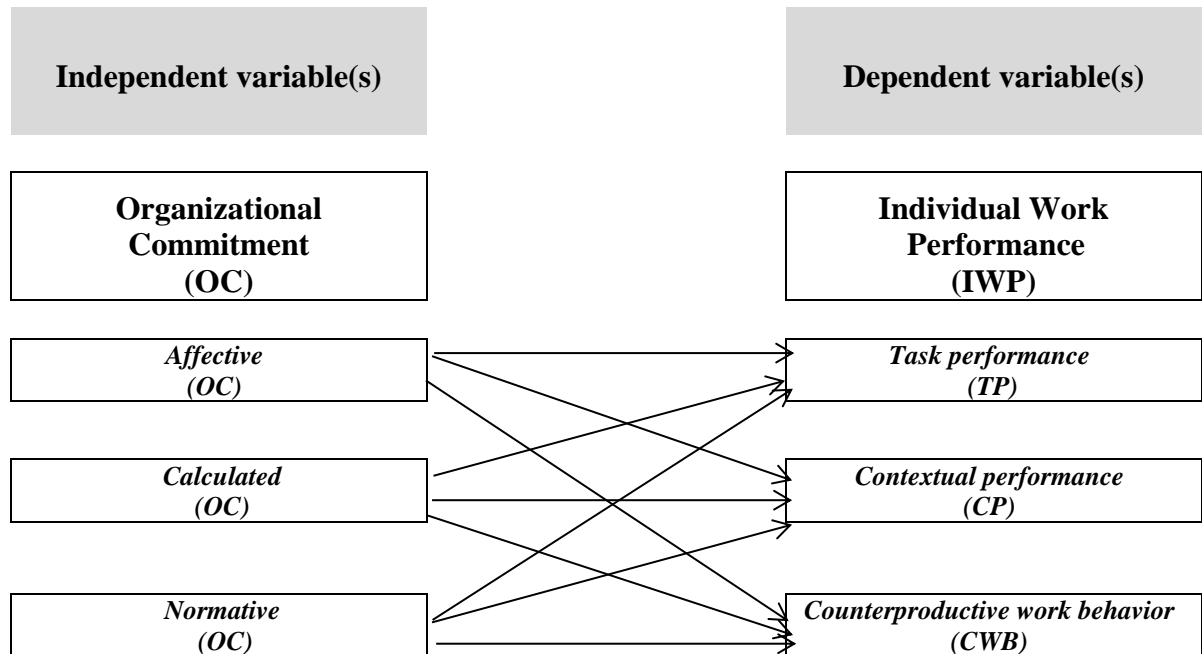 Independent variable(s)
Dependent variable(s)
Organizational
Commitment
(OC)
Individual Work
Performance
(IWP)
Affective
(OC)
Task performance
(TP)
Calculated
(OC)
Contextual performance
(CP)
Normative
(OC)
Counterproductive work behavior
(CWB)